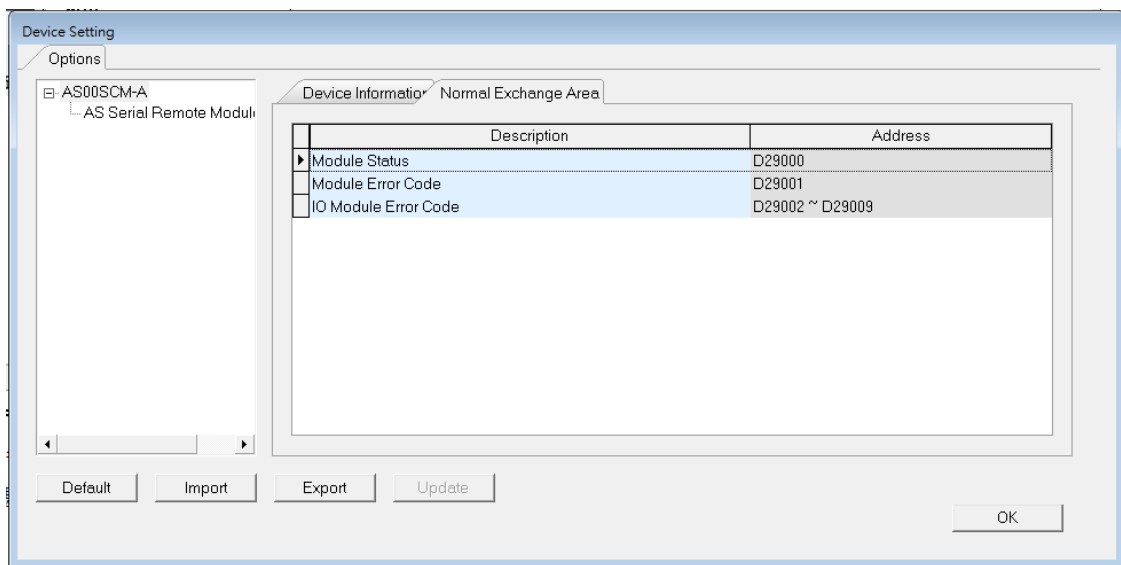 Device Setting
Options
AS00SCM-A
AS Serial Remote Modul
Device Information Normal Exchange Area
Description Address
Module Status D29000
Module Error Code D29001
IO Module Error Code D29002 ~ D29009
Default Import Export Update
OK